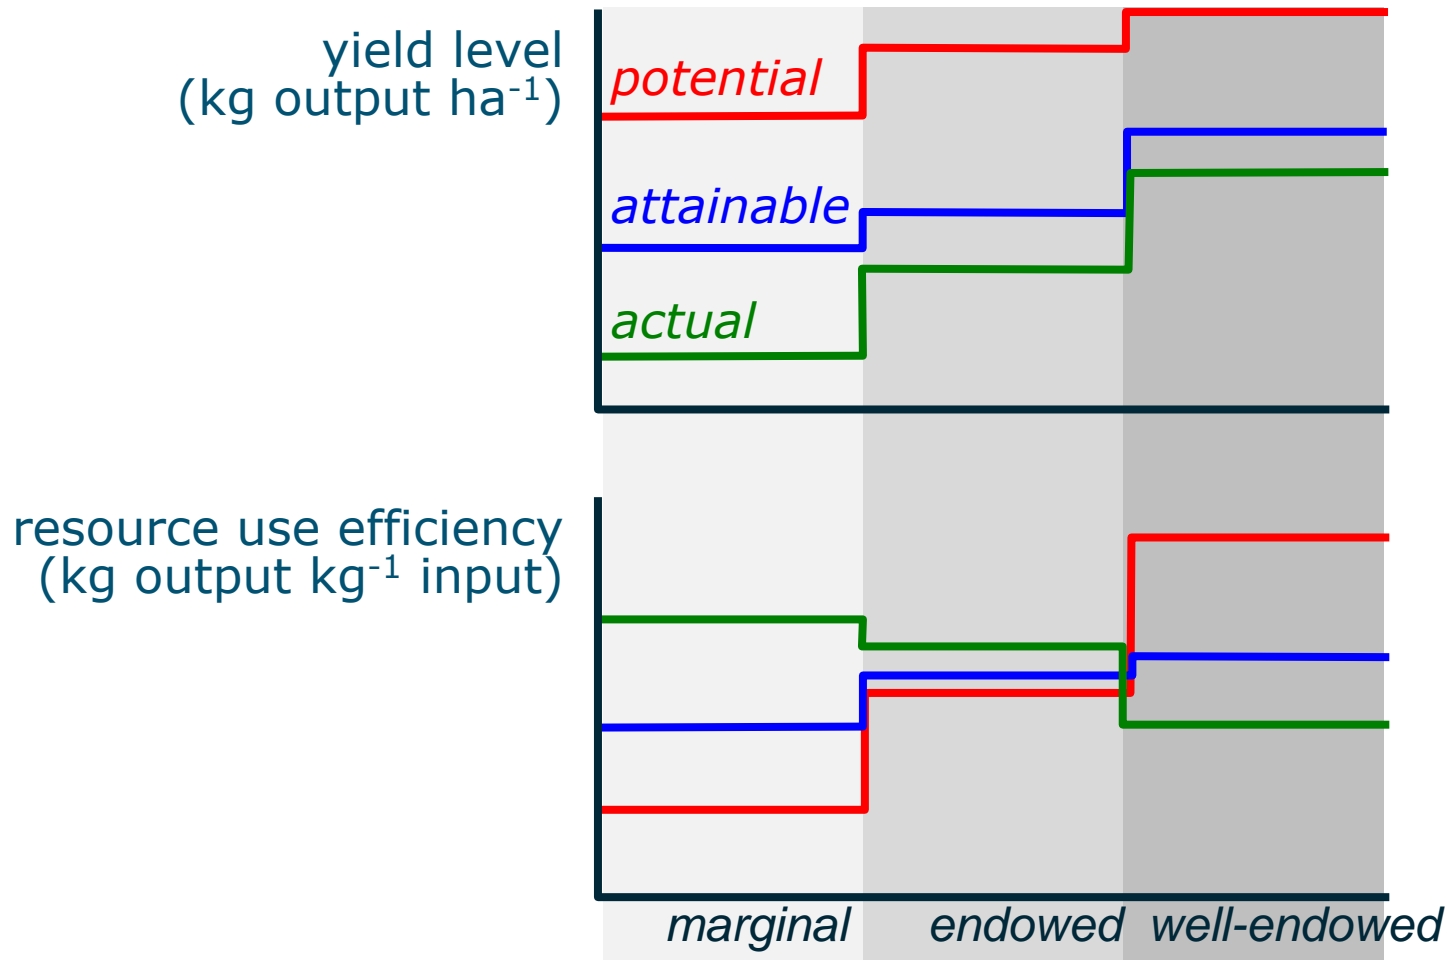 yield level
(kg output ha⁻¹)
potential
attainable
actual
resource use efficiency
(kg output kg⁻¹ input)
marginal
endowed
well-endowed